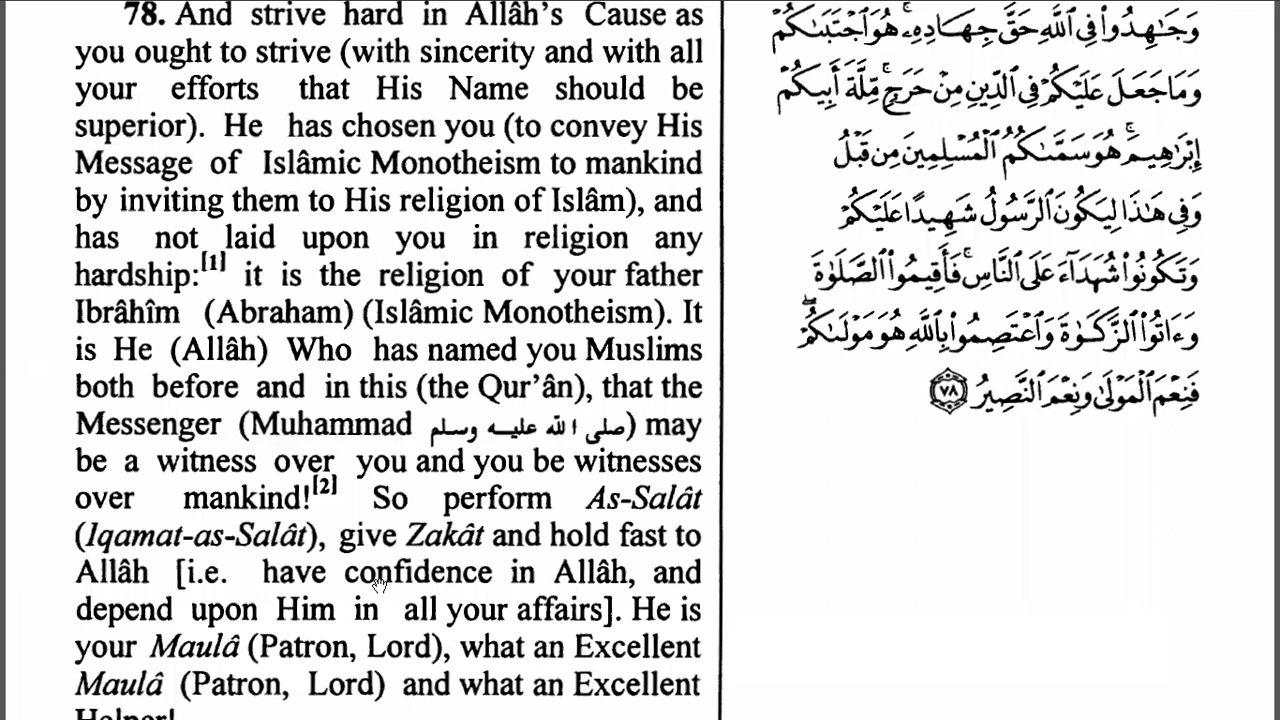 78. And strive hard in Allâh's Cause as
you ought to strive (with sincerity and with all
your efforts that His Name should be
superior). He has chosen you (to convey His
Message of Islâmic Monotheism to mankind
by inviting them to His religion of Islâm), and
has not laid upon you in religion any
hardship:[1] it is the religion of your father
Ibrâhîm (Abraham) (Islâmic Monotheism). It
is He (Allâh) Who has named you Muslims
both before and in this (the Qur'ân), that the
Messenger (Muhammad صلى الله عليه وسلم) may
be a witness over you and you be witnesses
over mankind![2] So perform As-Salât
(Iqamat-as-Salât), give Zakât and hold fast to
Allâh [i.e. have confidence in Allâh, and
depend upon Him in all your affairs]. He is
your Maulâ (Patron, Lord), what an Excellent
Maulâ (Patron, Lord) and what an Excellent
Helper!
وَجَـٰهِدُوا۟ فِى ٱللَّهِ حَقَّ جِهَادِهِۦ ۚ هُوَ ٱجْتَبَىٰكُمْ
وَمَا جَعَلَ عَلَيْكُمْ فِى ٱلدِّينِ مِنْ حَرَجٍ ۚ مِّلَّةَ أَبِيكُمْ
إِبْرَٰهِيمَ ۚ هُوَ سَمَّىٰكُمُ ٱلْمُسْلِمِينَ مِن قَبْلُ
وَفِى هَـٰذَا لِيَكُونَ ٱلرَّسُولُ شَهِيدًا عَلَيْكُمْ
وَتَكُونُوا۟ شُهَدَآءَ عَلَى ٱلنَّاسِ ۚ فَأَقِيمُوا۟ ٱلصَّلَوٰةَ
وَءَاتُوا۟ ٱلزَّكَوٰةَ وَٱعْتَصِمُوا۟ بِٱللَّهِ هُوَ مَوْلَىٰكُمْ ۖ
فَنِعْمَ ٱلْمَوْلَىٰ وَنِعْمَ ٱلنَّصِيرُ ٧٨